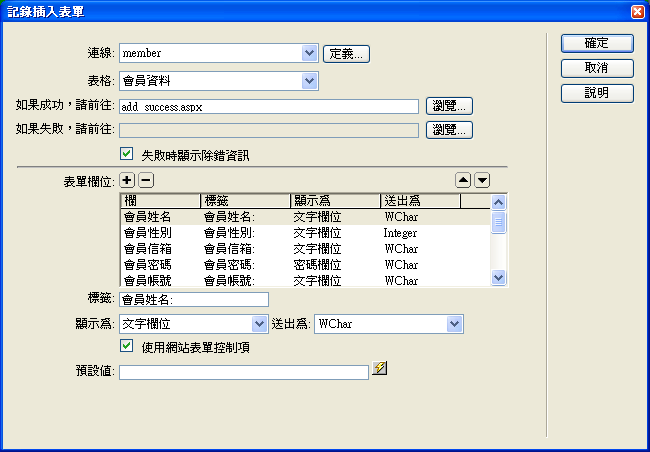 記錄插入表單
連線: member 定義...
表格: 會員資料
如果成功，請前往: add_success.aspx 瀏覽...
如果失敗，請前往: 瀏覽...
失敗時顯示除錯資訊
表單欄位:
欄 標籤 顯示為 送出為
會員姓名 會員姓名: 文字欄位 WChar
會員性別 會員性別: 文字欄位 Integer
會員信箱 會員信箱: 文字欄位 WChar
會員密碼 會員密碼: 密碼欄位 WChar
會員帳號 會員帳號: 文字欄位 WChar
標籤: 會員姓名:
顯示為: 文字欄位 送出為: WChar
使用網站表單控制項
預設值:
確定
取消
說明